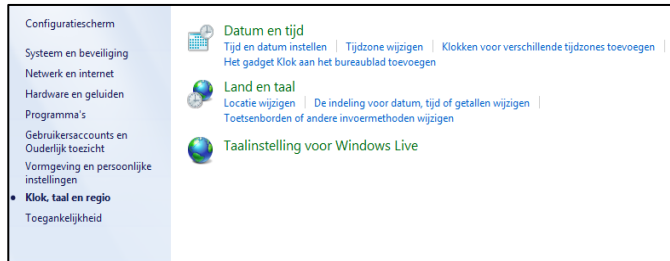 Configuratiescherm
Systeem en beveiliging
Netwerk en internet
Hardware en geluiden
Programma's
Gebruikersaccounts en
Ouderlijk toezicht
Vormgeving en persoonlijke
instellingen
Klok, taal en regio
Toegankelijkheid
Datum en tijd
Tijd en datum instellen | Tijdzone wijzigen | Klokken voor verschillende tijdzones toevoegen |
Het gadget Klok aan het bureaublad toevoegen
Land en taal
Locatie wijzigen | De indeling voor datum, tijd of getallen wijzigen |
Toetsenborden of andere invoermethoden wijzigen
Taalinstelling voor Windows Live